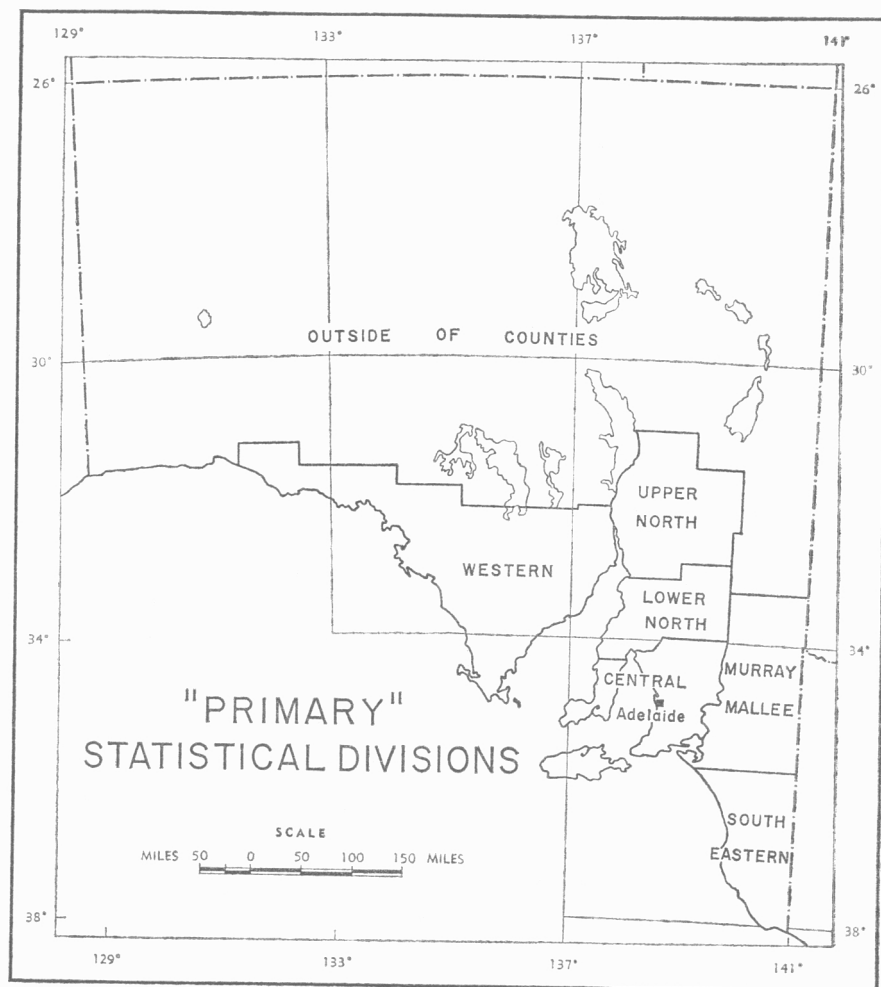 129° 133° 137° 141°
26° 26°
OUTSIDE OF COUNTIES
30° 30°
UPPER
NORTH
WESTERN
LOWER
NORTH
34° 34°
CENTRAL
Adelaide
MURRAY
MALLEE
"PRIMARY"
STATISTICAL DIVISIONS
SOUTH
EASTERN
SCALE
MILES 50 0 50 100 150 MILES
38° 38°
129° 133° 137° 141°